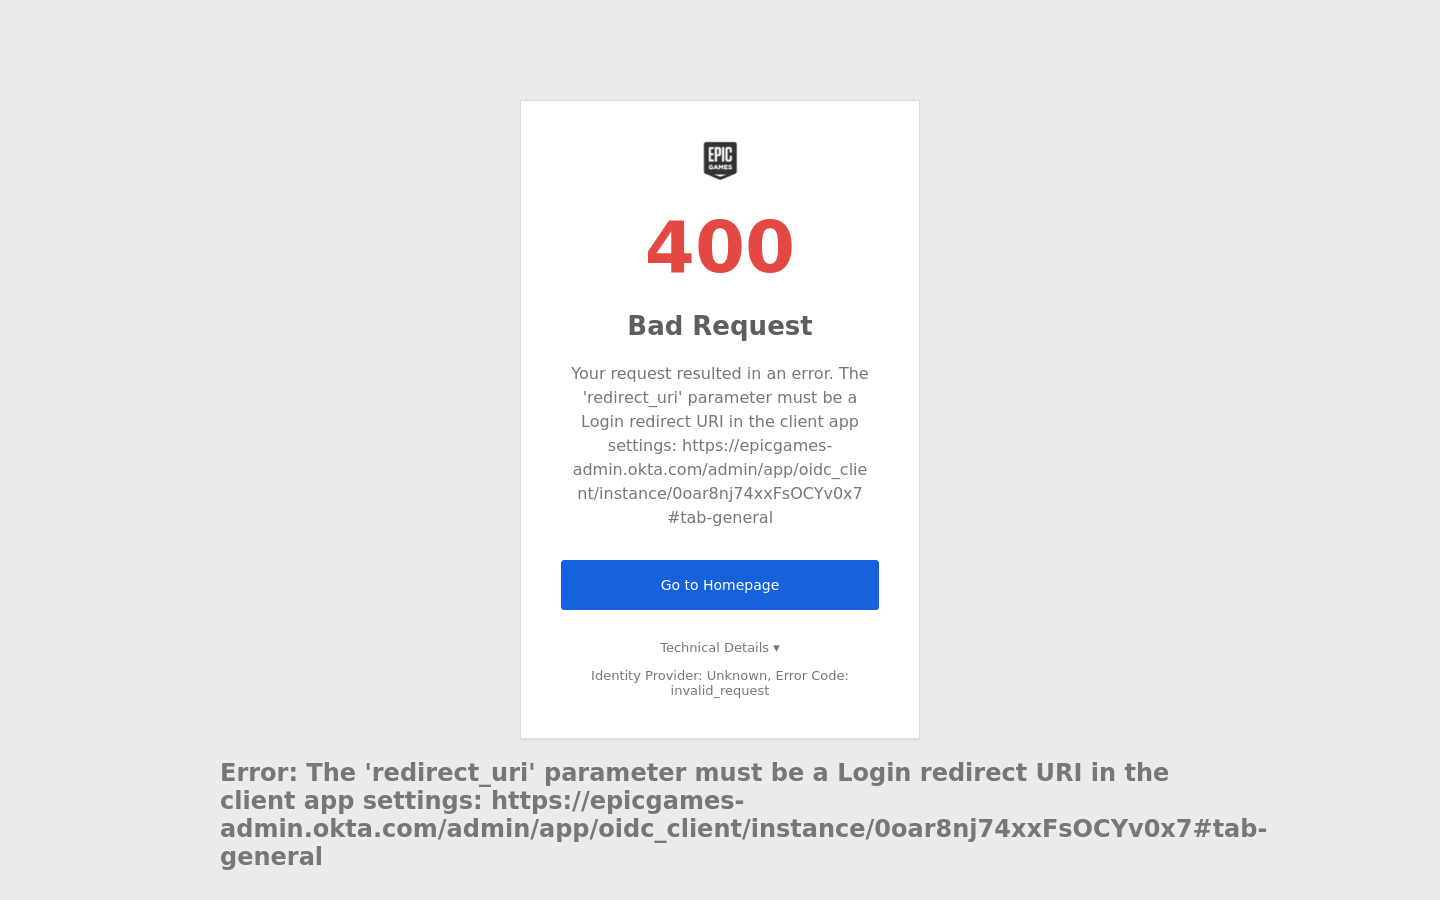 EPIC
GAMES
400
Bad Request
Your request resulted in an error. The
'redirect_uri' parameter must be a
Login redirect URI in the client app
settings: https://epicgames-
admin.okta.com/admin/app/oidc_clie
nt/instance/0oar8nj74xxFsOCYv0x7
#tab-general
Go to Homepage
Technical Details ▾
Identity Provider: Unknown, Error Code:
invalid_request
Error: The 'redirect_uri' parameter must be a Login redirect URI in the
client app settings: https://epicgames-
admin.okta.com/admin/app/oidc_client/instance/0oar8nj74xxFsOCYv0x7#tab-
general